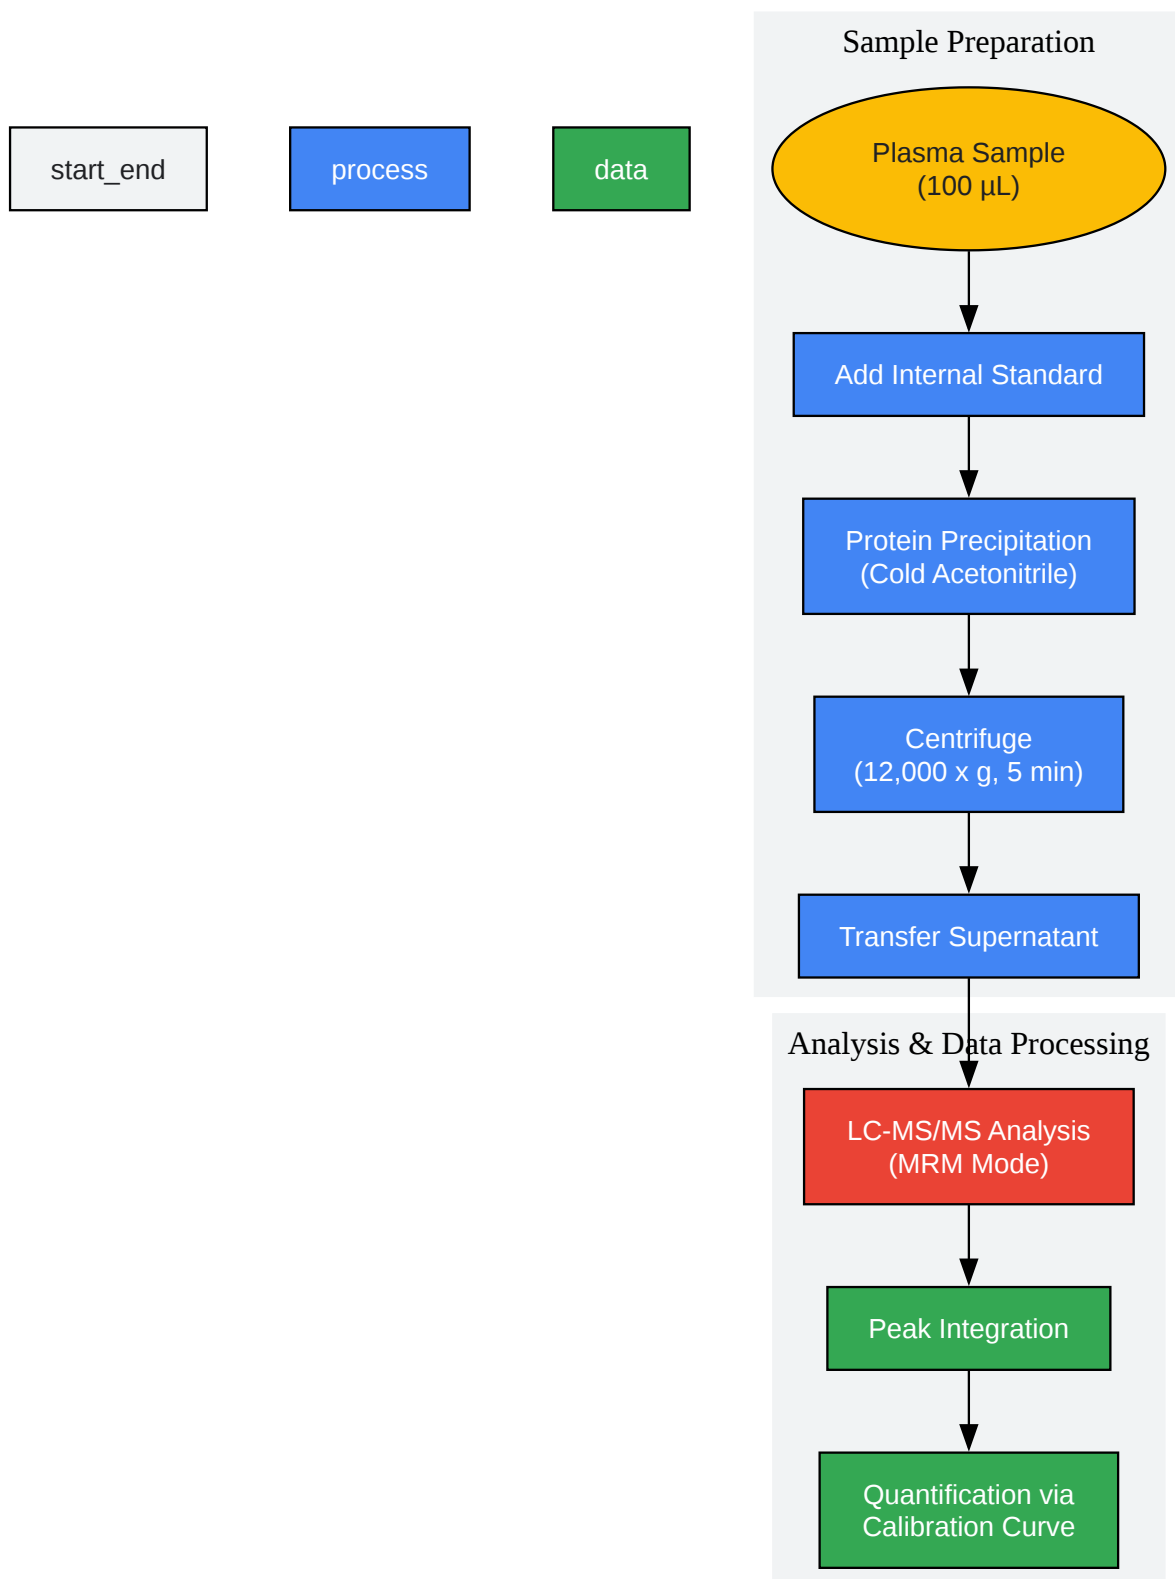 Sample Preparation
start_end
process
data
Plasma Sample
(100 µL)
Add Internal Standard
Protein Precipitation
(Cold Acetonitrile)
Centrifuge
(12,000 x g, 5 min)
Transfer Supernatant
Analysis & Data Processing
LC-MS/MS Analysis
(MRM Mode)
Peak Integration
Quantification via
Calibration Curve